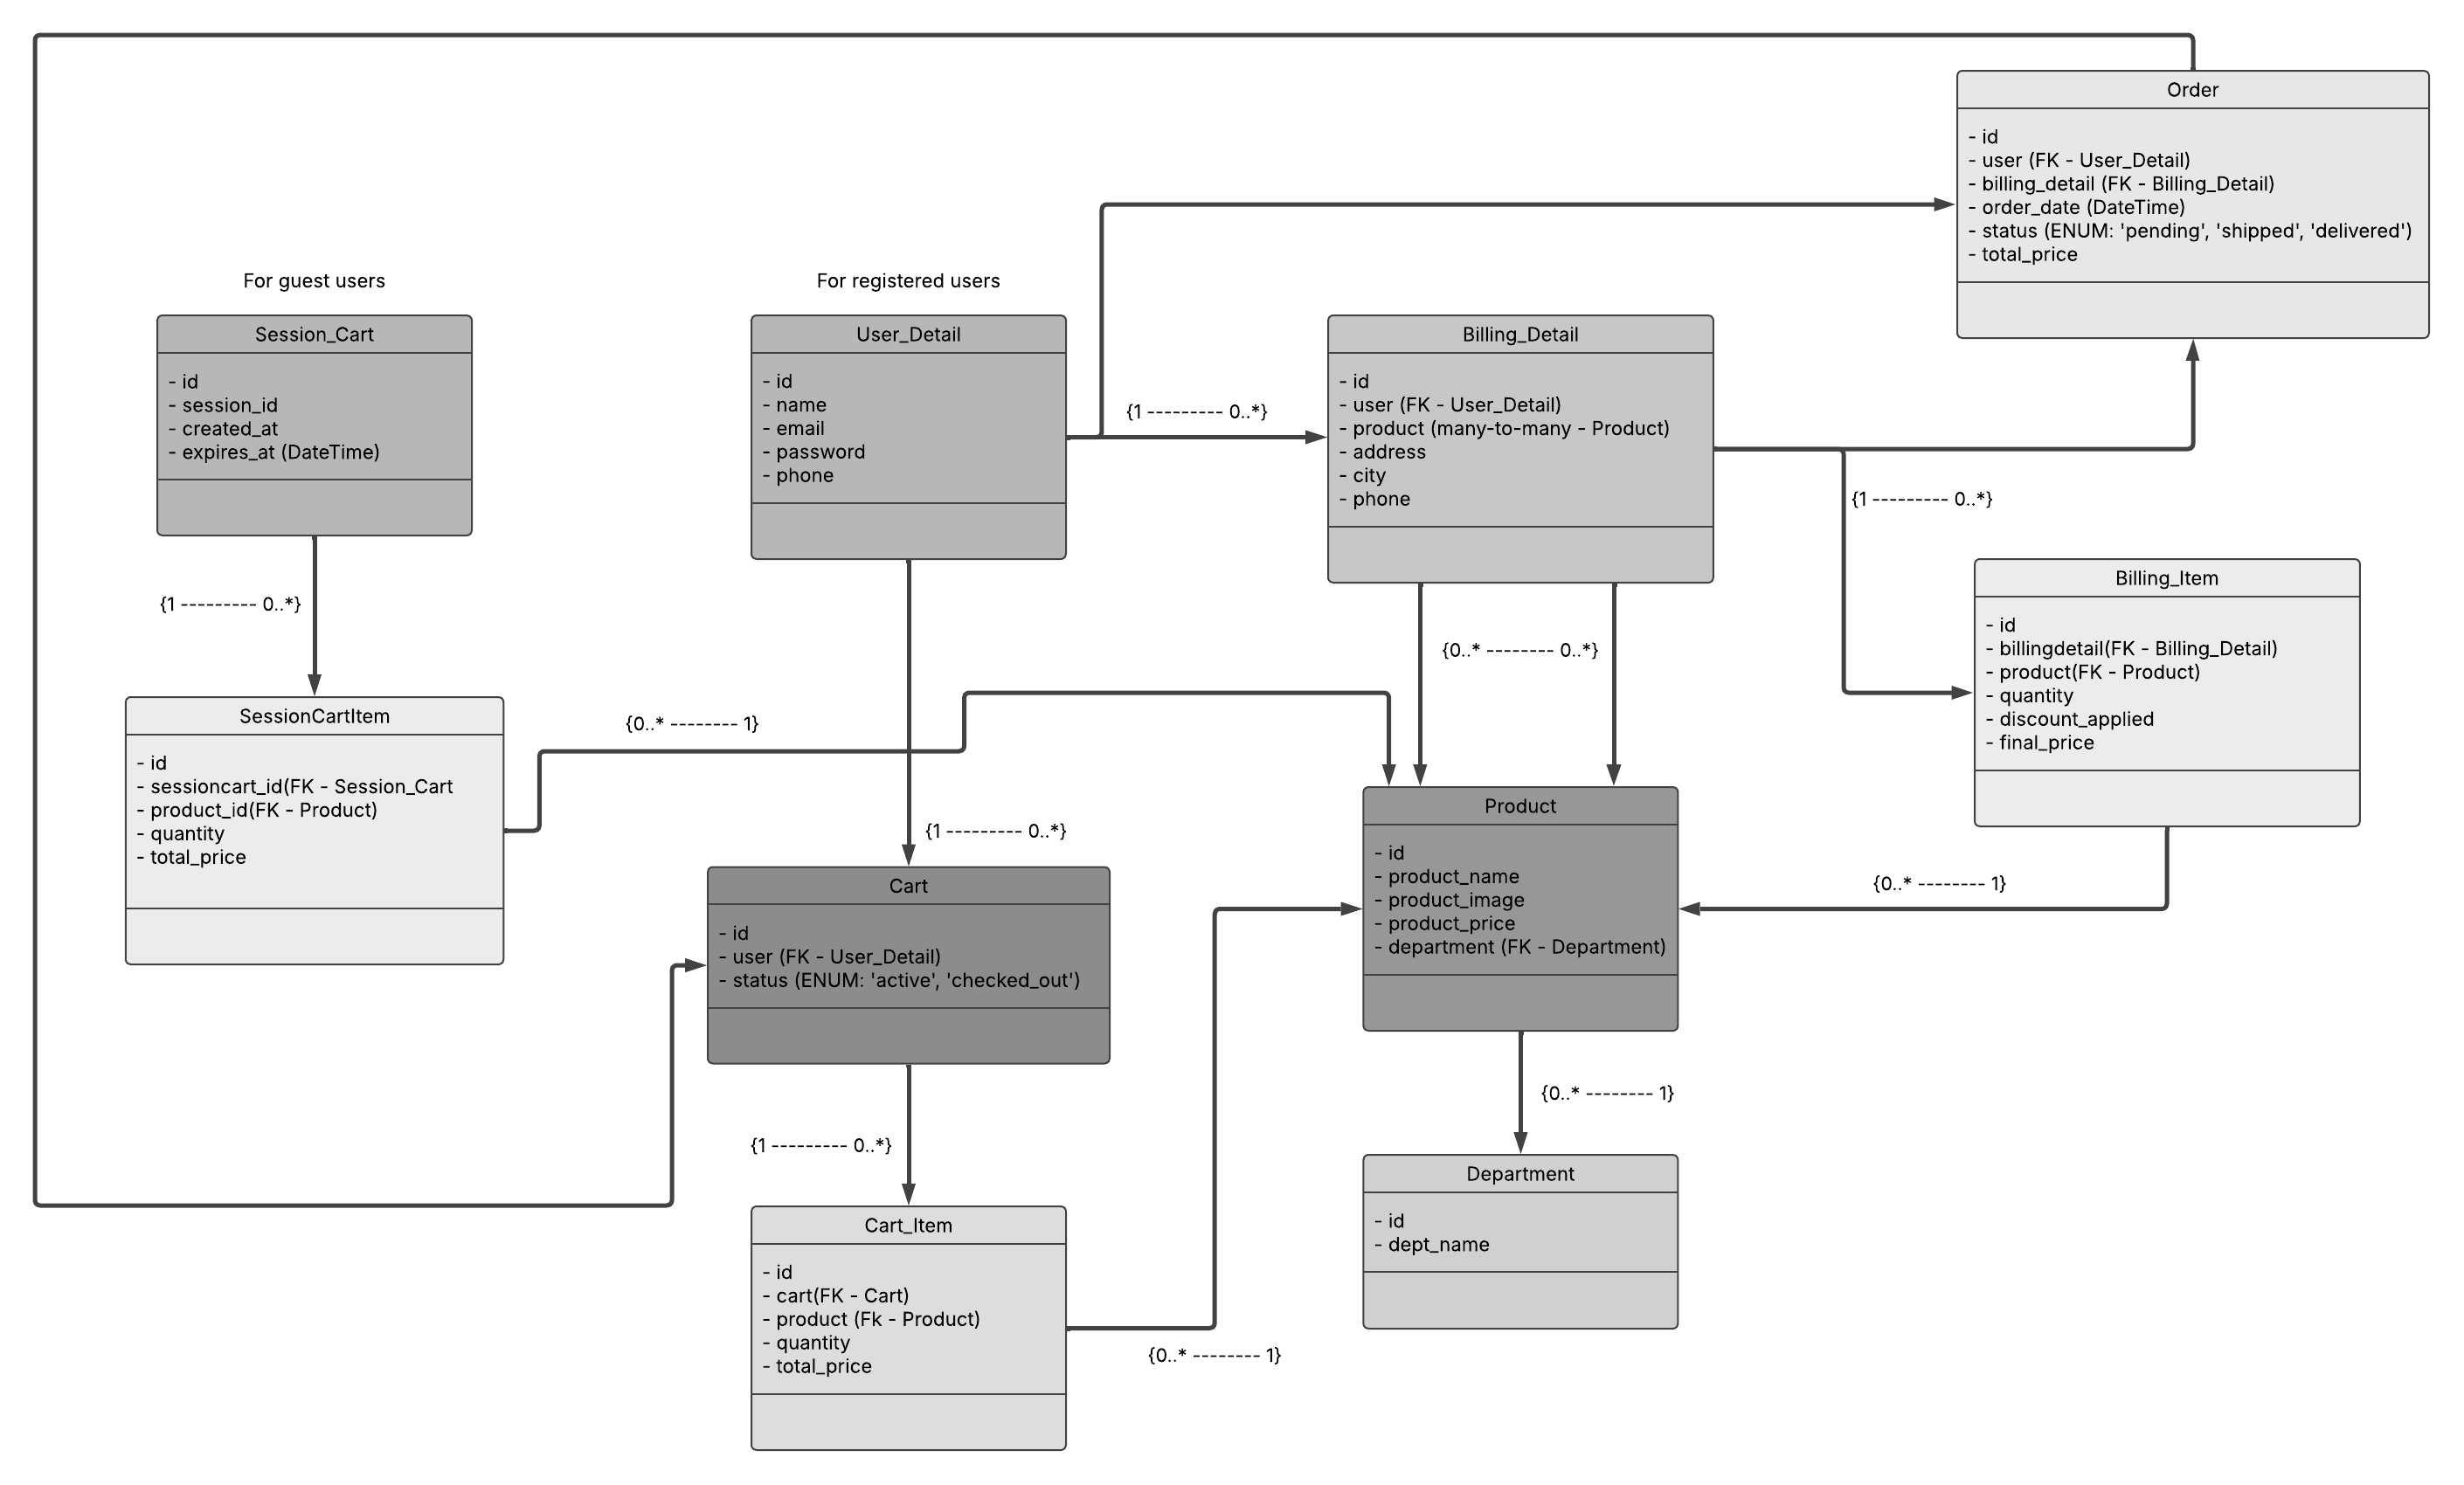 Order
- id
- user (FK - User_Detail)
- billing_detail (FK - Billing_Detail)
- order_date (DateTime)
- status (ENUM: 'pending', 'shipped', 'delivered')
- total_price
For guest users
For registered users
Session_Cart
- id
- session_id
- created_at
- expires_at (DateTime)
User_Detail
- id
- name
- email
- password
- phone
{1 --------- 0..*}
Billing_Detail
- id
- user (FK - User_Detail)
- product (many-to-many - Product)
- address
- city
- phone
{1 --------- 0..*}
{1 --------- 0..*}
{0..* -------- 0..*}
Billing_Item
- id
- billingdetail(FK - Billing_Detail)
- product(FK - Product)
- quantity
- discount_applied
- final_price
SessionCartItem
- id
- sessioncart_id(FK - Session_Cart
- product_id(FK - Product)
- quantity
- total_price
{0..* -------- 1}
{1 --------- 0..*}
Product
- id
- product_name
- product_image
- product_price
- department (FK - Department)
{0..* -------- 1}
Cart
- id
- user (FK - User_Detail)
- status (ENUM: 'active', 'checked_out')
{0..* -------- 1}
{1 --------- 0..*}
Department
- id
- dept_name
Cart_Item
- id
- cart(FK - Cart)
- product (Fk - Product)
- quantity
- total_price
{0..* -------- 1}